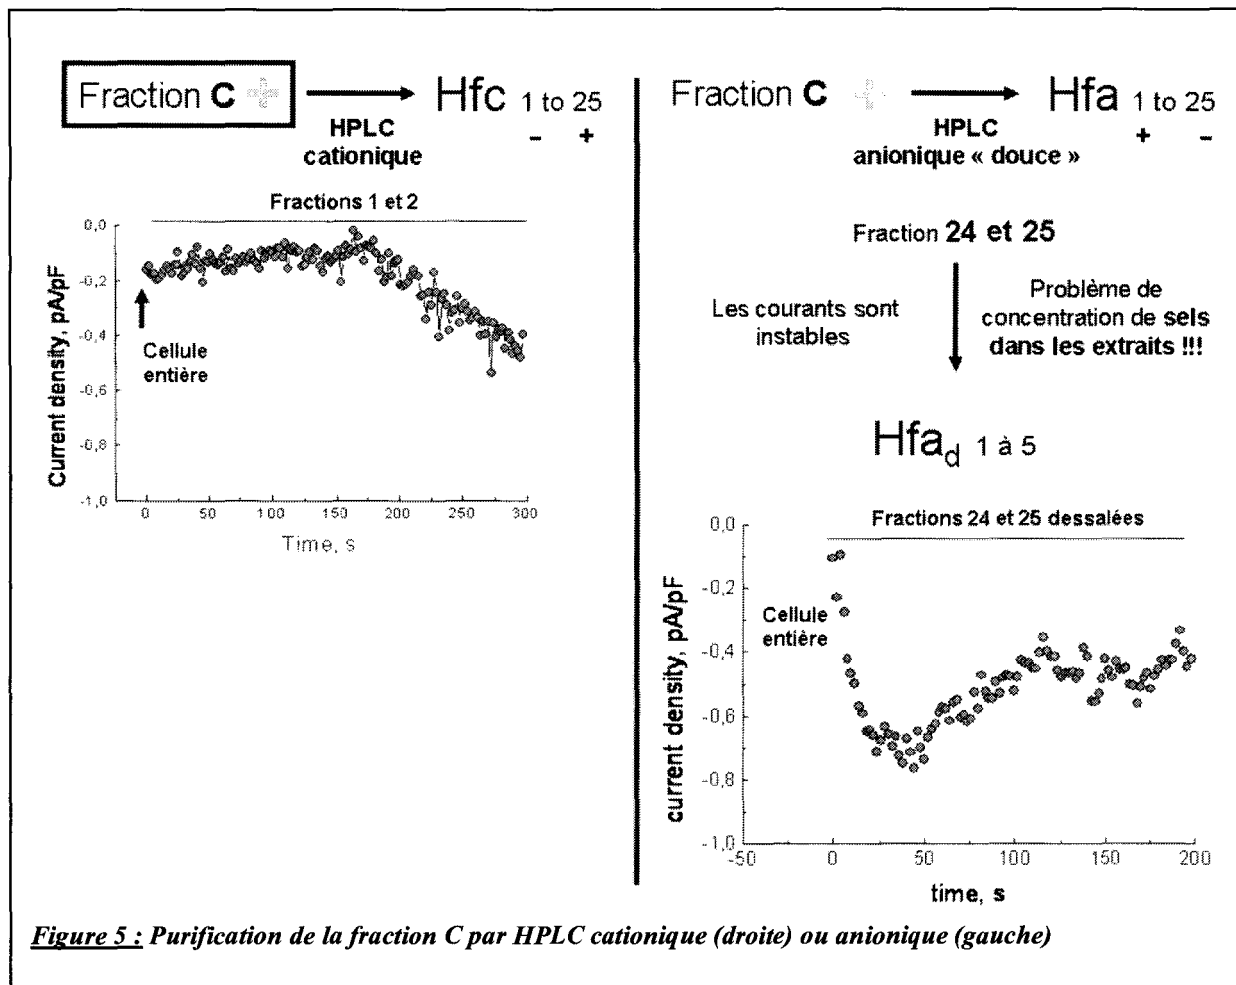 Fraction C +
HPLC
cationique
Hfc 1 to 25
- +
Fractions 1 et 2
0,0
-0,2
-0,4
-0,6
-0,8
-1,0
Current density, pA/pF
Cellule
entière
0 50 100 150 200 250 300
Time, s
Fraction C +
HPLC
anionique « douce »
Hfa 1 to 25
+ -
Fraction 24 et 25
Les courants sont
instables
Problème de
concentration de sels
dans les extraits !!!
Hfad 1 à 5
Fractions 24 et 25 dessalées
0,0
-0,2
-0,4
-0,6
-0,8
-1,0
current density, pA/pF
Cellule
entière
-50 0 50 100 150 200
time, s
Figure 5 : Purification de la fraction C par HPLC cationique (droite) ou anionique (gauche)